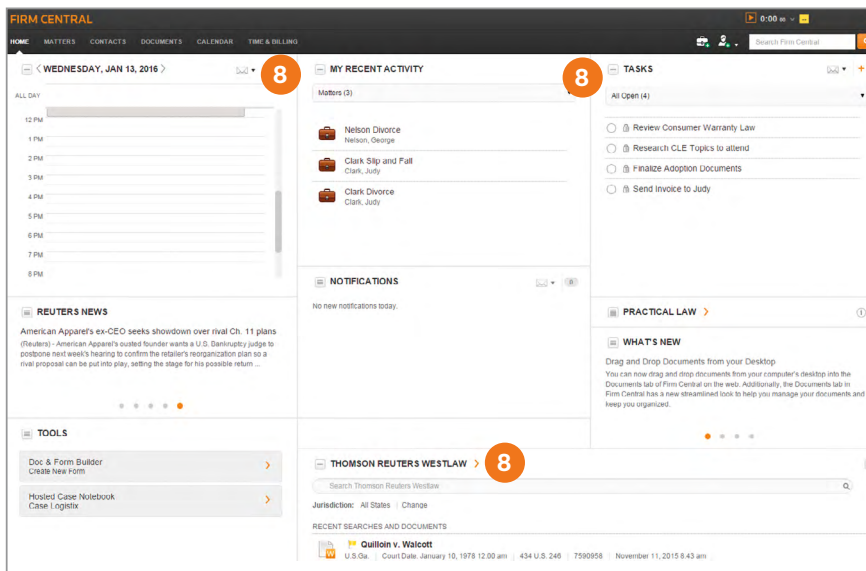 FIRM CENTRAL
0:00:00
HOME MATTERS CONTACTS DOCUMENTS CALENDAR TIME & BILLING
Search Firm Central
WEDNESDAY, JAN 13, 2016
8
ALL DAY
12 PM
1 PM
2 PM
3 PM
4 PM
5 PM
6 PM
7 PM
8 PM
MY RECENT ACTIVITY
8
Matters (3)
Nelson Divorce
Nelson, George
Clark Slip and Fall
Clark, Judy
Clark Divorce
Clark, Judy
TASKS
All Open (4)
Review Consumer Warranty Law
Research CLE Topics to attend
Finalize Adoption Documents
Send Invoice to Judy
NOTIFICATIONS
0
No new notifications today.
REUTERS NEWS
American Apparel's ex-CEO seeks showdown over rival Ch. 11 plans
(Reuters) - American Apparel's ousted founder wants a U.S. Bankruptcy judge to
postpone next week's hearing to confirm the retailer's reorganization plan so a
rival proposal can be put into play, setting the stage for his possible return ...
PRACTICAL LAW
WHAT'S NEW
Drag and Drop Documents from your Desktop
You can now drag and drop documents from your computer's desktop into the
Documents tab of Firm Central on the web. Additionally, the Documents tab in
Firm Central has a new streamlined look to help you manage your documents and
keep you organized.
TOOLS
Doc & Form Builder
Create New Form
Hosted Case Notebook
Case Logistix
THOMSON REUTERS WESTLAW
8
Search Thomson Reuters Westlaw
Jurisdiction: All States | Change
RECENT SEARCHES AND DOCUMENTS
Quilloin v. Walcott
U.S.Ga. | Court Date: January 10, 1978 12.00 am | 434 U.S. 246 | 7590958 | November 11, 2015 8.43 am